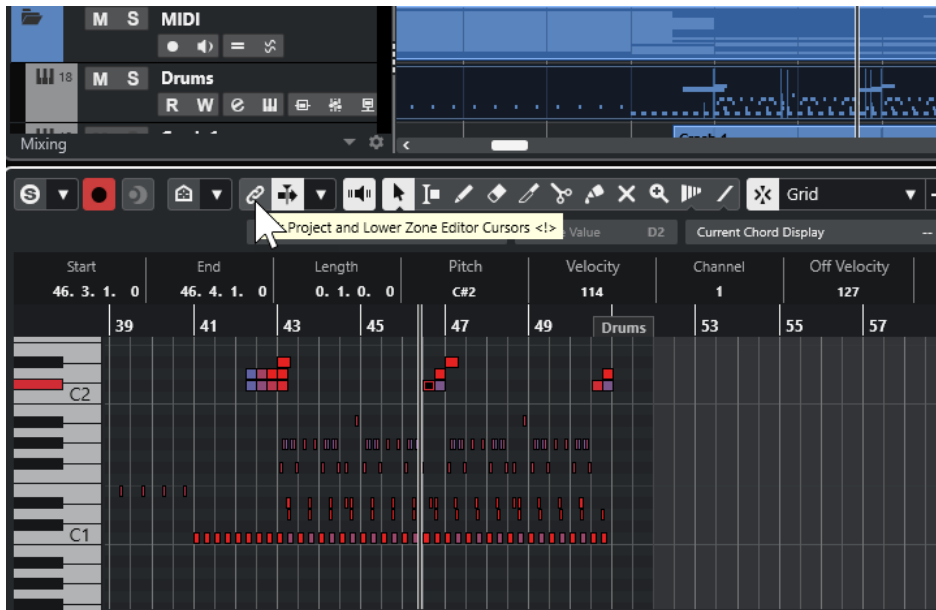 M S MIDI
18 M S Drums
R W e
Mixing
S Grid
Project and Lower Zone Editor Cursors <!>
Value D2 Current Chord Display --
Start End Length Pitch Velocity Channel Off Velocity
46. 3. 1. 0 46. 4. 1. 0 0. 1. 0. 0 C#2 114 1 127
39 41 43 45 47 49 Drums 53 55 57
C2
C1